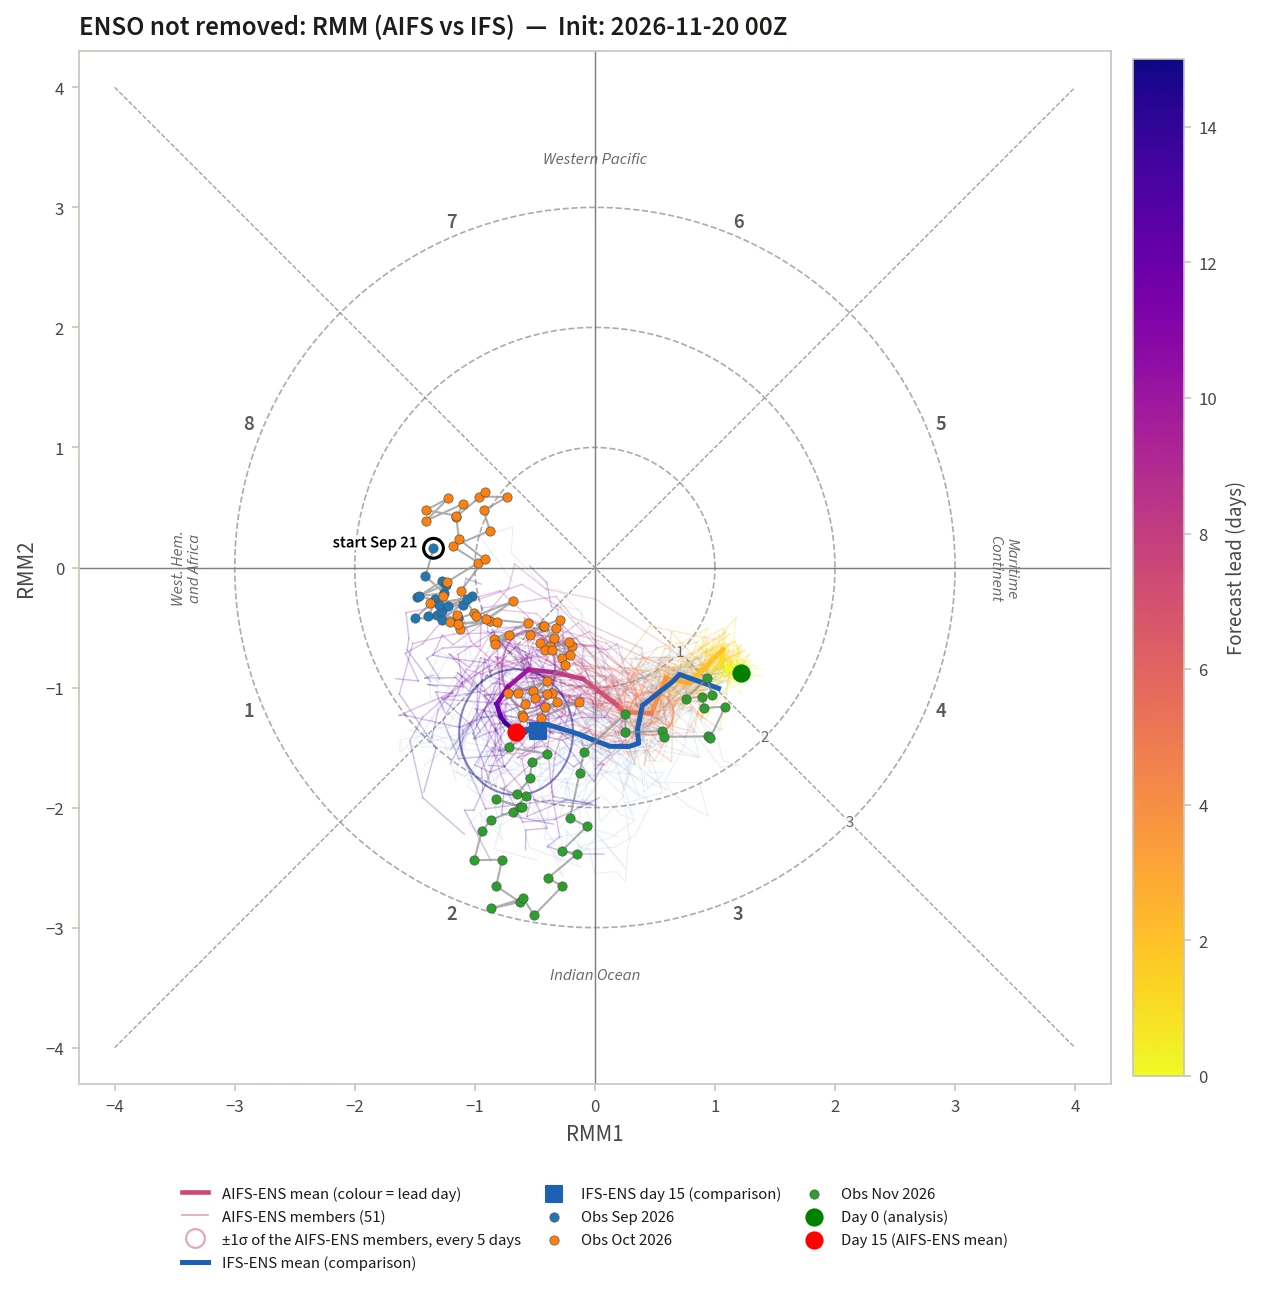 ENSO not removed: RMM (AIFS vs IFS) — Init: 2026-11-20 00Z
4
3
2
1
0
−1
−2
−3
−4
RMM2
−4
−3
−2
−1
0
1
2
3
4
RMM1
Western Pacific
7
6
8
5
start Sep 21
West. Hem.
and Africa
Maritime
Continent
1
1
4
2
3
2
3
Indian Ocean
14
12
10
8
6
4
2
0
Forecast lead (days)
AIFS-ENS mean (colour = lead day)
AIFS-ENS members (51)
±1σ of the AIFS-ENS members, every 5 days
IFS-ENS mean (comparison)
IFS-ENS day 15 (comparison)
Obs Sep 2026
Obs Oct 2026
Obs Nov 2026
Day 0 (analysis)
Day 15 (AIFS-ENS mean)